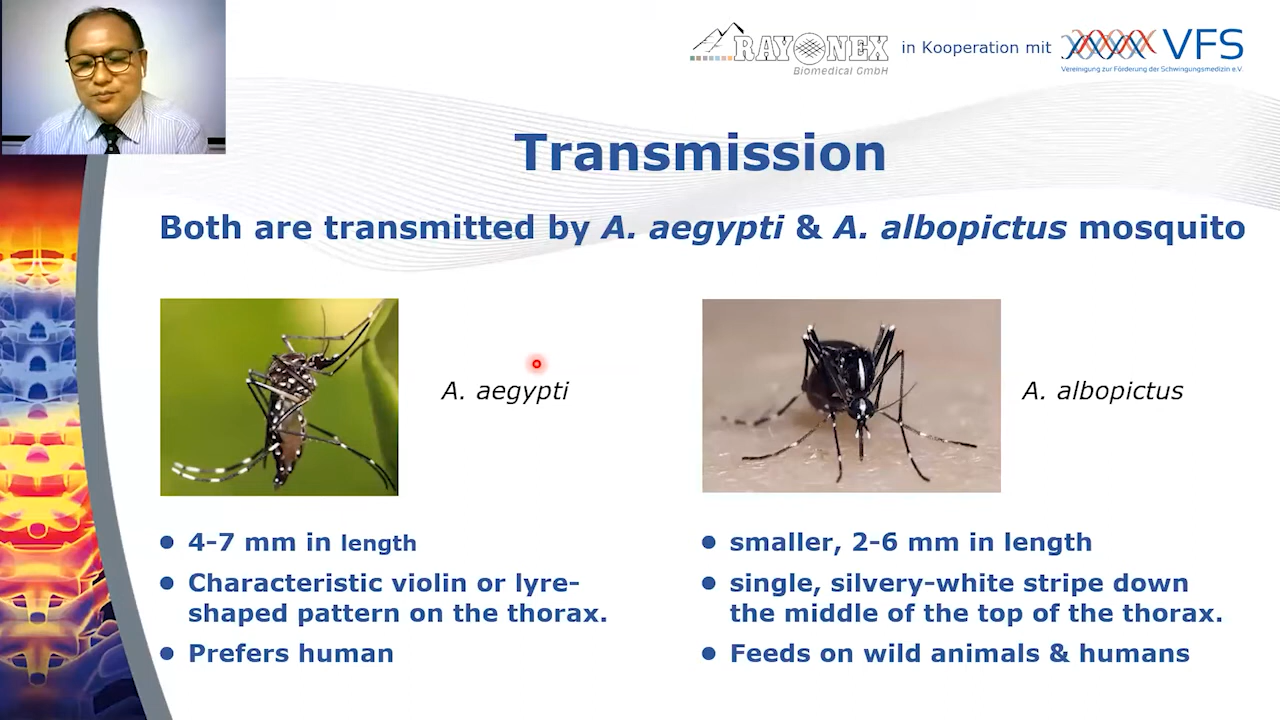 RAYONEX
Biomedical GmbH
in Kooperation mit
VFS
Vereinigung zur Förderung der Schwingungsmedizin e.V.
Transmission
Both are transmitted by A. aegypti & A. albopictus mosquito
A. aegypti
A. albopictus
• 4-7 mm in length
• Characteristic violin or lyre-
shaped pattern on the thorax.
• Prefers human
• smaller, 2-6 mm in length
• single, silvery-white stripe down
the middle of the top of the thorax.
• Feeds on wild animals & humans